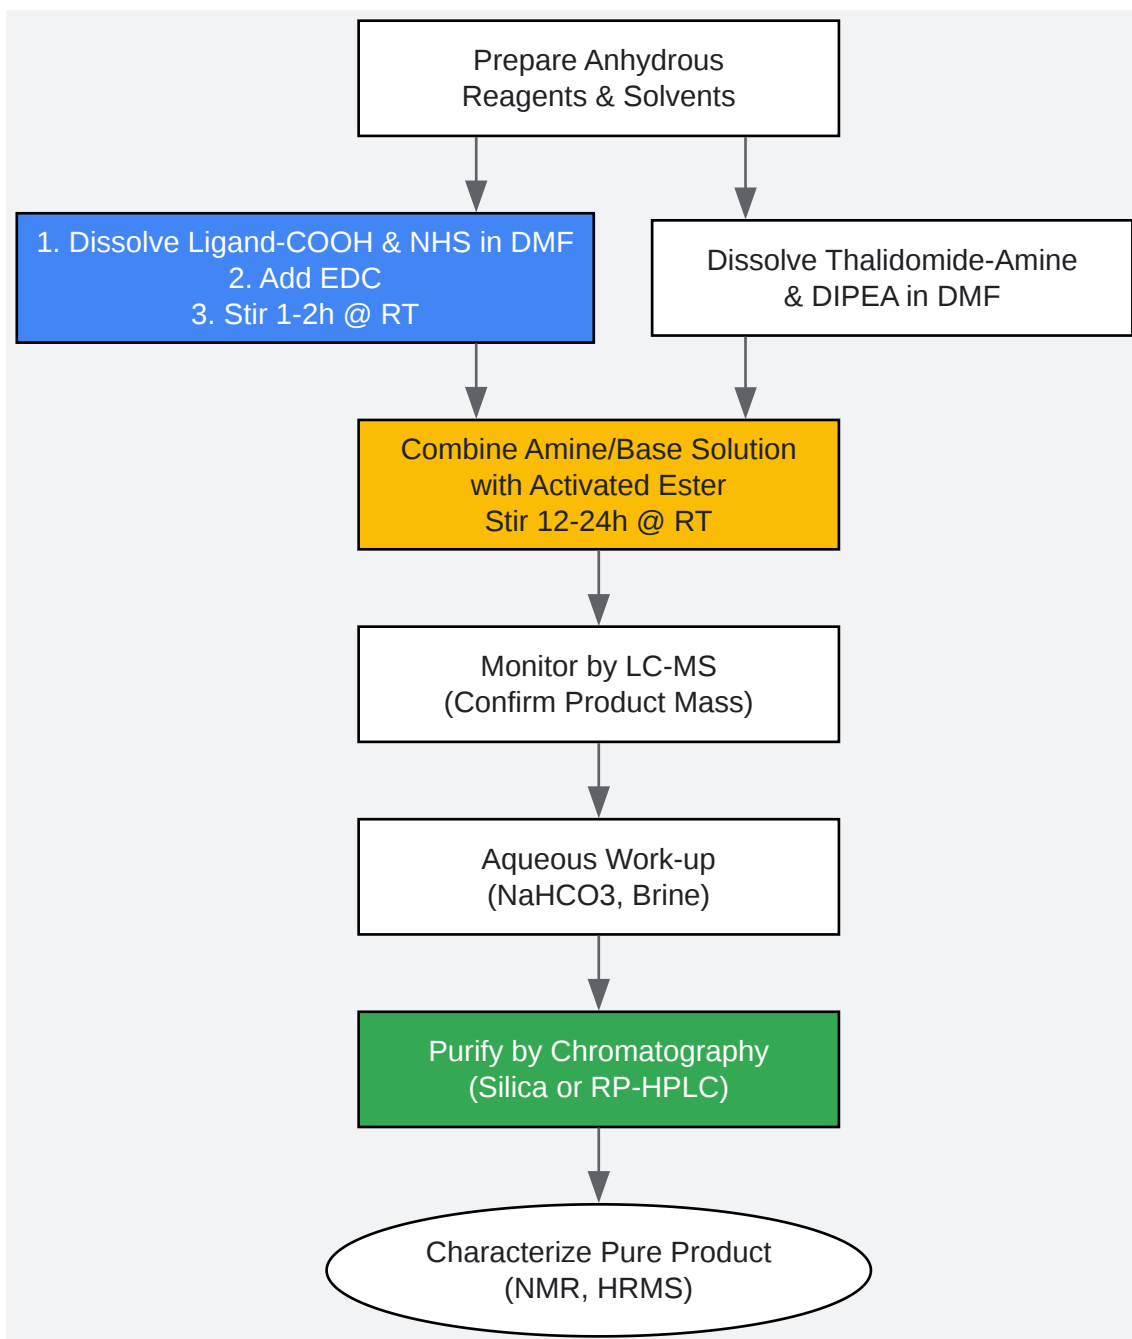 Prepare Anhydrous
Reagents & Solvents
1. Dissolve Ligand-COOH & NHS in DMF
2. Add EDC
3. Stir 1-2h @ RT
Dissolve Thalidomide-Amine
& DIPEA in DMF
Combine Amine/Base Solution
with Activated Ester
Stir 12-24h @ RT
Monitor by LC-MS
(Confirm Product Mass)
Aqueous Work-up
(NaHCO3, Brine)
Purify by Chromatography
(Silica or RP-HPLC)
Characterize Pure Product
(NMR, HRMS)